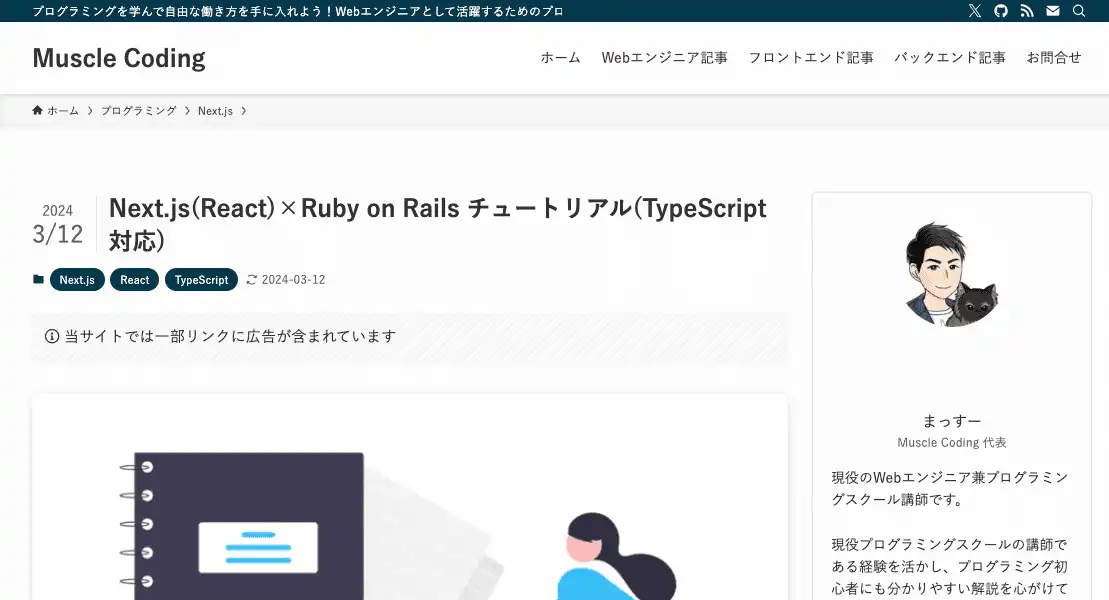 プログラミングを学んで自由な働き方を手に入れよう！Webエンジニアとして活躍するためのプロ
Muscle Coding
ホーム Webエンジニア記事 フロントエンド記事 バックエンド記事 お問合せ
ホーム プログラミング Next.js
2024
3/12
Next.js(React)×Ruby on Rails チュートリアル(TypeScript
対応)
Next.js React TypeScript 2024-03-12
当サイトでは一部リンクに広告が含まれています
まっすー
Muscle Coding 代表
現役のWebエンジニア兼プログラミン
グスクール講師です。
現役プログラミングスクールの講師で
ある経験を活かし、プログラミング初
心者にも分かりやすい解説を心がけて